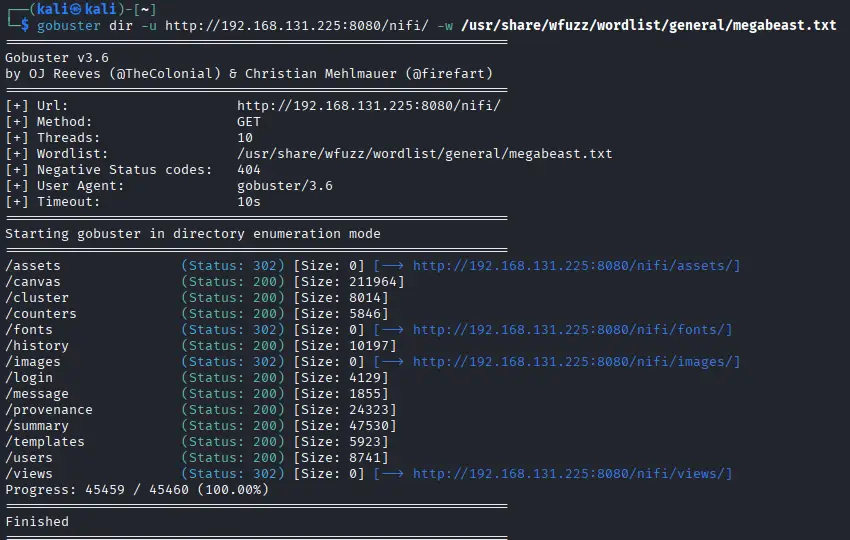 ┌──(kali㉿kali)-[~]
└─$ gobuster dir -u http://192.168.131.225:8080/nifi/ -w /usr/share/wfuzz/wordlist/general/megabeast.txt
===============================================================
Gobuster v3.6
by OJ Reeves (@TheColonial) & Christian Mehlmauer (@firefart)
===============================================================
[+] Url:                     http://192.168.131.225:8080/nifi/
[+] Method:                  GET
[+] Threads:                 10
[+] Wordlist:                /usr/share/wfuzz/wordlist/general/megabeast.txt
[+] Negative Status codes:   404
[+] User Agent:              gobuster/3.6
[+] Timeout:                 10s
===============================================================
Starting gobuster in directory enumeration mode
===============================================================
/assets               (Status: 302) [Size: 0] [--> http://192.168.131.225:8080/nifi/assets/]
/canvas               (Status: 200) [Size: 211964]
/cluster              (Status: 200) [Size: 8014]
/counters             (Status: 200) [Size: 5846]
/fonts                (Status: 302) [Size: 0] [--> http://192.168.131.225:8080/nifi/fonts/]
/history              (Status: 200) [Size: 10197]
/images               (Status: 302) [Size: 0] [--> http://192.168.131.225:8080/nifi/images/]
/login                (Status: 200) [Size: 4129]
/message              (Status: 200) [Size: 1855]
/provenance           (Status: 200) [Size: 24323]
/summary              (Status: 200) [Size: 47530]
/templates            (Status: 200) [Size: 5923]
/users                (Status: 200) [Size: 8741]
/views                (Status: 302) [Size: 0] [--> http://192.168.131.225:8080/nifi/views/]
Progress: 45459 / 45460 (100.00%)
===============================================================
Finished
===============================================================